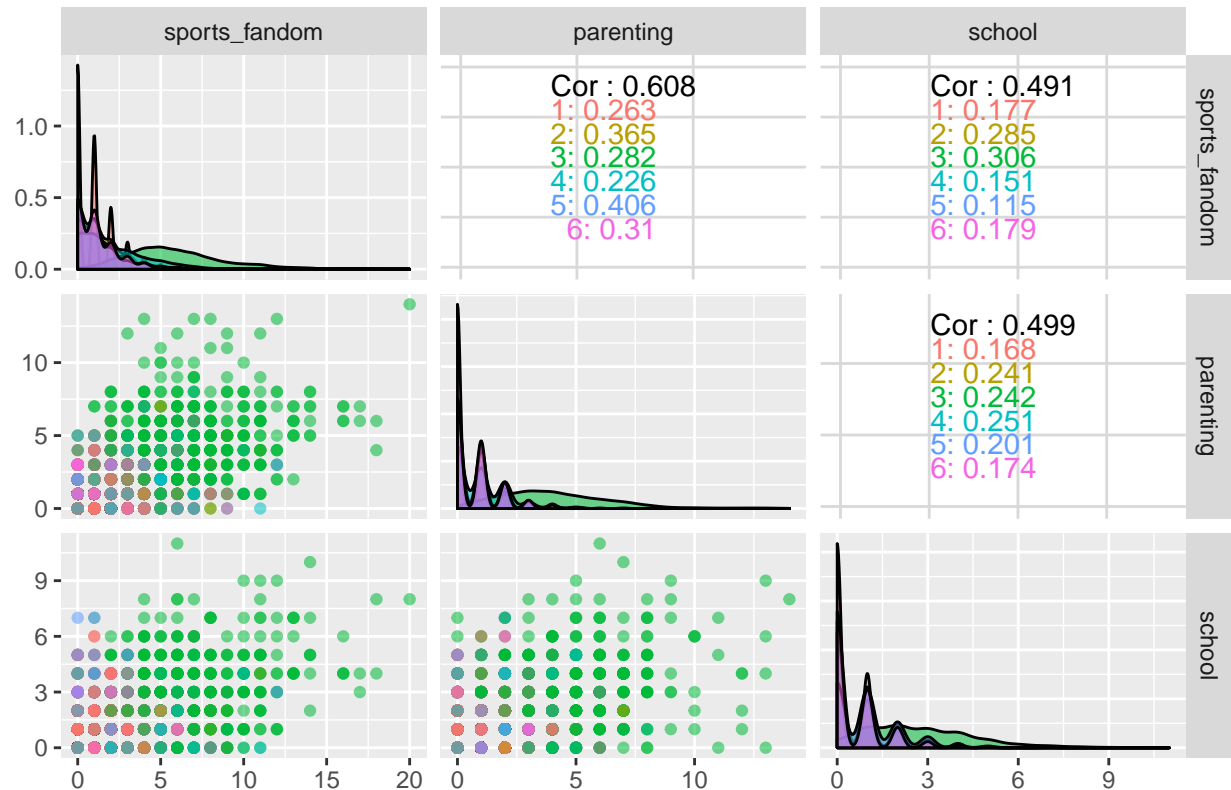 sports_fandom
parenting
school
1.0
0.5
0.0
Cor : 0.608
1: 0.263
2: 0.365
3: 0.282
4: 0.226
5: 0.406
6: 0.31
Cor : 0.491
1: 0.177
2: 0.285
3: 0.306
4: 0.151
5: 0.115
6: 0.179
sports_fandom
10
5
0
Cor : 0.499
1: 0.168
2: 0.241
3: 0.242
4: 0.251
5: 0.201
6: 0.174
parenting
9
6
3
0
school
0 5 10 15 20
0 5 10
0 3 6 9